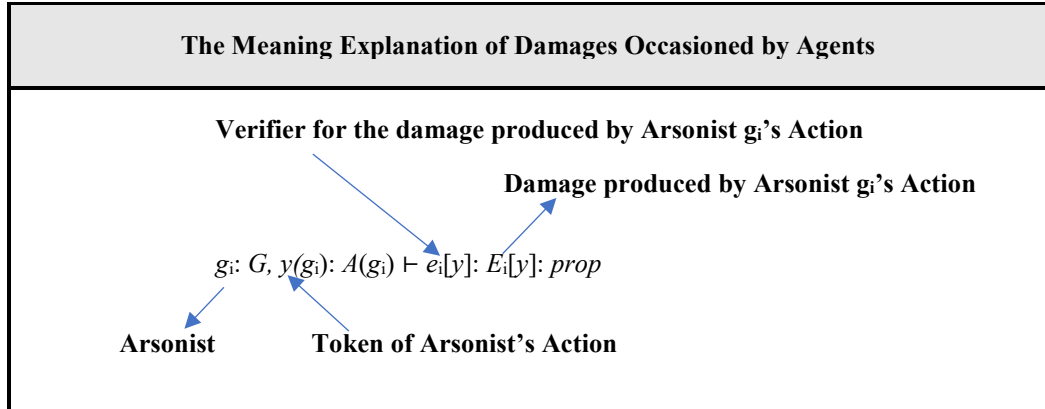 The Meaning Explanation of Damages Occasioned by Agents
Verifier for the damage produced by Arsonist gᵢ’s Action
Damage produced by Arsonist gᵢ’s Action
gᵢ: G, y(gᵢ): A(gᵢ) ⊢ eᵢ[y]: Eᵢ[y]: prop
Arsonist Token of Arsonist’s Action